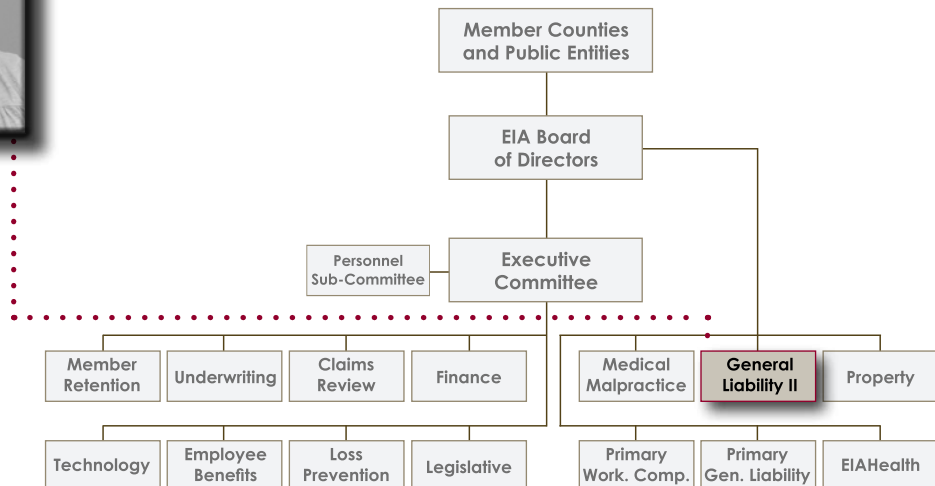 Member Counties
and Public Entities
EIA Board
of Directors
Personnel
Sub-Committee
Executive
Committee
Member
Retention
Underwriting
Claims
Review
Finance
Medical
Malpractice
General
Liability II
Property
Technology
Employee
Benefits
Loss
Prevention
Legislative
Primary
Work. Comp.
Primary
Gen. Liability
EIAHealth